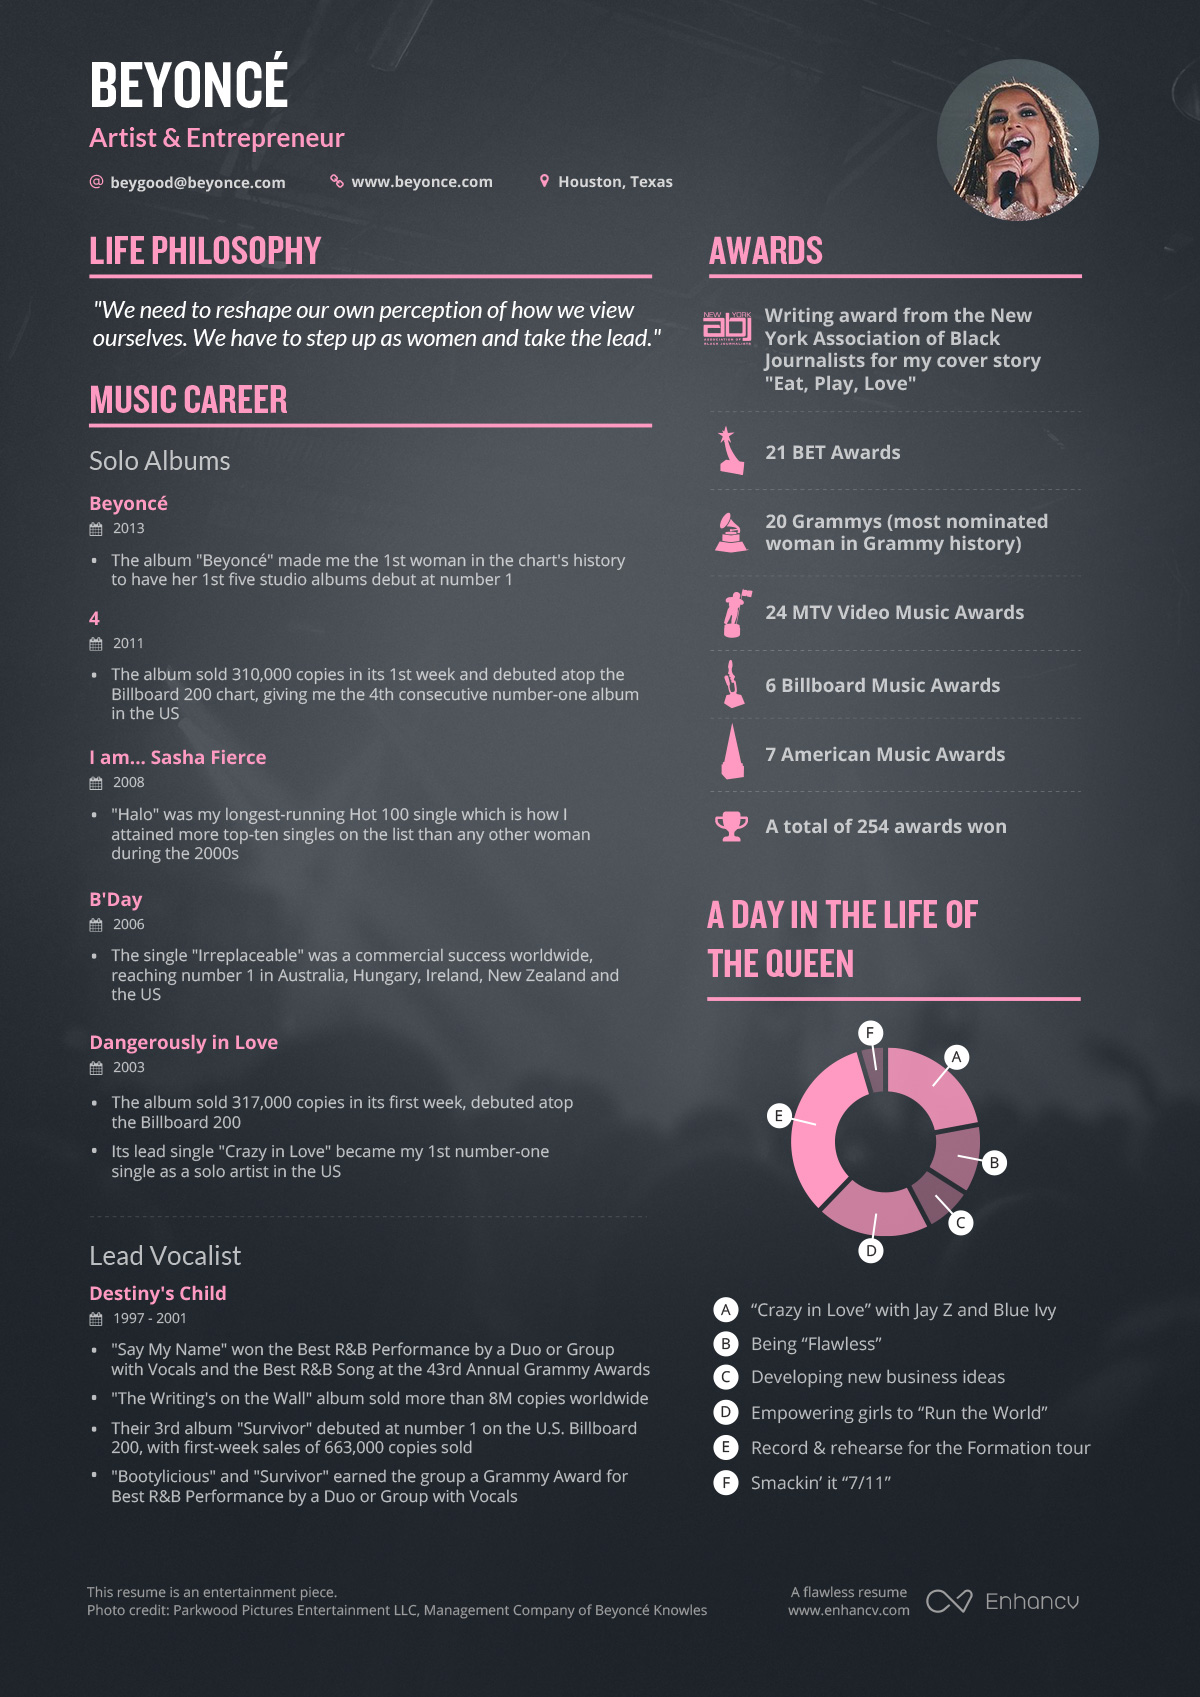 BEYONCÉ
Artist & Entrepreneur
beygood@beyonce.com
www.beyonce.com
Houston, Texas
LIFE PHILOSOPHY
"We need to reshape our own perception of how we view
ourselves. We have to step up as women and take the lead."
MUSIC CAREER
Solo Albums
Beyoncé
2013
• The album "Beyoncé" made me the 1st woman in the chart's history
to have her 1st five studio albums debut at number 1
4
2011
• The album sold 310,000 copies in its 1st week and debuted atop the
Billboard 200 chart, giving me the 4th consecutive number-one album
in the US
I am... Sasha Fierce
2008
• "Halo" was my longest-running Hot 100 single which is how I
attained more top-ten singles on the list than any other woman
during the 2000s
B'Day
2006
• The single "Irreplaceable" was a commercial success worldwide,
reaching number 1 in Australia, Hungary, Ireland, New Zealand and
the US
Dangerously in Love
2003
• The album sold 317,000 copies in its first week, debuted atop
the Billboard 200
• Its lead single "Crazy in Love" became my 1st number-one
single as a solo artist in the US
Lead Vocalist
Destiny's Child
1997 - 2001
• "Say My Name" won the Best R&B Performance by a Duo or Group
with Vocals and the Best R&B Song at the 43rd Annual Grammy Awards
• "The Writing's on the Wall" album sold more than 8M copies worldwide
• Their 3rd album "Survivor" debuted at number 1 on the U.S. Billboard
200, with first-week sales of 663,000 copies sold
• "Bootylicious" and "Survivor" earned the group a Grammy Award for
Best R&B Performance by a Duo or Group with Vocals
AWARDS
NEW YORK
abj
ASSOCIATION OF
BLACK JOURNALISTS
Writing award from the New
York Association of Black
Journalists for my cover story
"Eat, Play, Love"
21 BET Awards
20 Grammys (most nominated
woman in Grammy history)
24 MTV Video Music Awards
6 Billboard Music Awards
7 American Music Awards
A total of 254 awards won
A DAY IN THE LIFE OF
THE QUEEN
F
A
E
B
C
D
A “Crazy in Love” with Jay Z and Blue Ivy
B Being “Flawless”
C Developing new business ideas
D Empowering girls to “Run the World”
E Record & rehearse for the Formation tour
F Smackin’ it “7/11”
This resume is an entertainment piece.
Photo credit: Parkwood Pictures Entertainment LLC, Management Company of Beyoncé Knowles
A flawless resume
www.enhancv.com
Enhancv